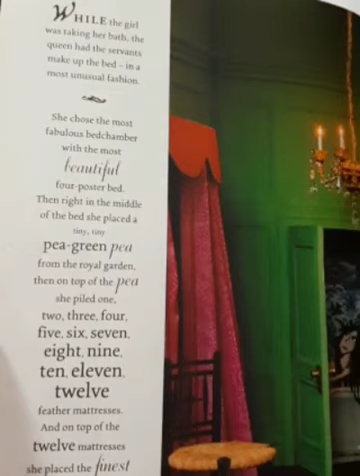 WHILE the girl
was taking her bath, the
queen had the servants
make up the bed – in a
most unusual fashion.
She chose the most
fabulous bedchamber
with the most
beautiful
four-poster bed.
Then right in the middle
of the bed she placed a
tiny, tiny
pea-green pea
from the royal garden,
then on top of the pea
she piled one,
two, three, four,
five, six, seven,
eight, nine,
ten, eleven,
twelve
feather mattresses.
And on top of the
twelve mattresses
she placed the finest